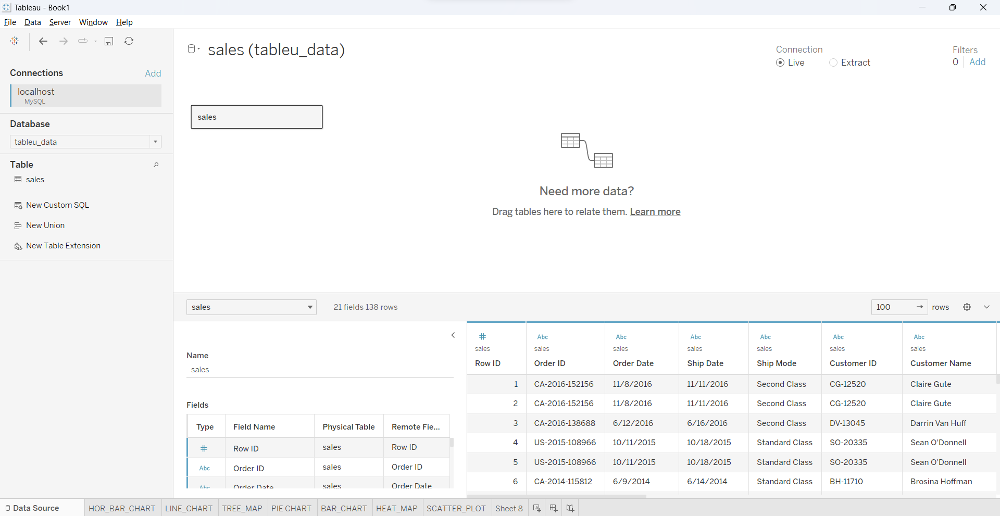 Tableau - Book1
File Data Server Window Help
sales (tableu_data)
Connection
Live Extract
Filters
0 Add
Connections Add
localhost
MySQL
Database
tableu_data
Table
sales
New Custom SQL
New Union
New Table Extension
sales
Need more data?
Drag tables here to relate them. Learn more
sales 21 fields 138 rows 100 rows
Name
sales
Fields
Type Field Name Physical Table Remote Fie...
# Row ID sales Row ID
Abc Order ID sales Order ID
Abc Order Date sales Order Date
# Abc Abc Abc Abc Abc Abc
sales sales sales sales sales sales sales
Row ID Order ID Order Date Ship Date Ship Mode Customer ID Customer Name
1 CA-2016-152156 11/8/2016 11/11/2016 Second Class CG-12520 Claire Gute
2 CA-2016-152156 11/8/2016 11/11/2016 Second Class CG-12520 Claire Gute
3 CA-2016-138688 6/12/2016 6/16/2016 Second Class DV-13045 Darrin Van Huff
4 US-2015-108966 10/11/2015 10/18/2015 Standard Class SO-20335 Sean O'Donnell
5 US-2015-108966 10/11/2015 10/18/2015 Standard Class SO-20335 Sean O'Donnell
6 CA-2014-115812 6/9/2014 6/14/2014 Standard Class BH-11710 Brosina Hoffman
Data Source HOR_BAR_CHART LINE_CHART TREE_MAP PIE CHART BAR_CHART HEAT_MAP SCATTER_PLOT Sheet 8